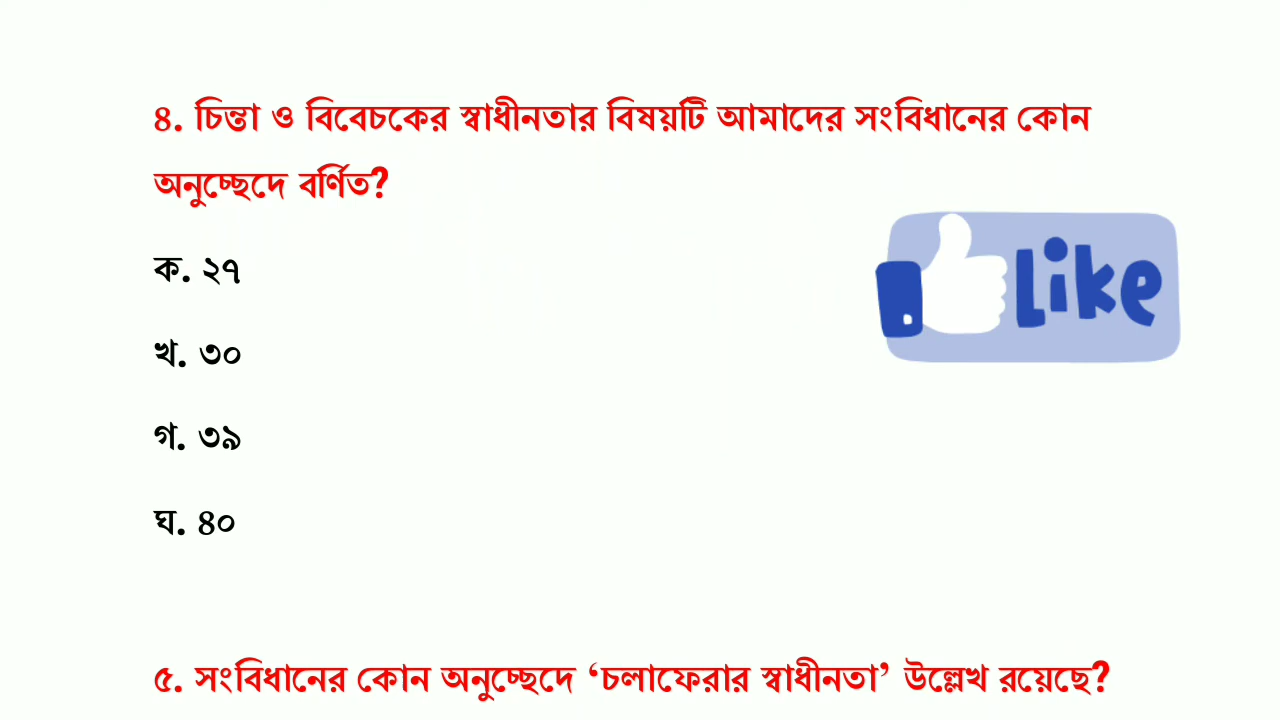 ৪. চিন্তা ও বিবেচকের স্বাধীনতার বিষয়টি আমাদের সংবিধানের কোন
অনুচ্ছেদে বর্ণিত?
ক. ২৭
Like
খ. ৩০
গ. ৩৯
ঘ. ৪০
৫. সংবিধানের কোন অনুচ্ছেদে ‘চলাফেরার স্বাধীনতা’ উল্লেখ রয়েছে?